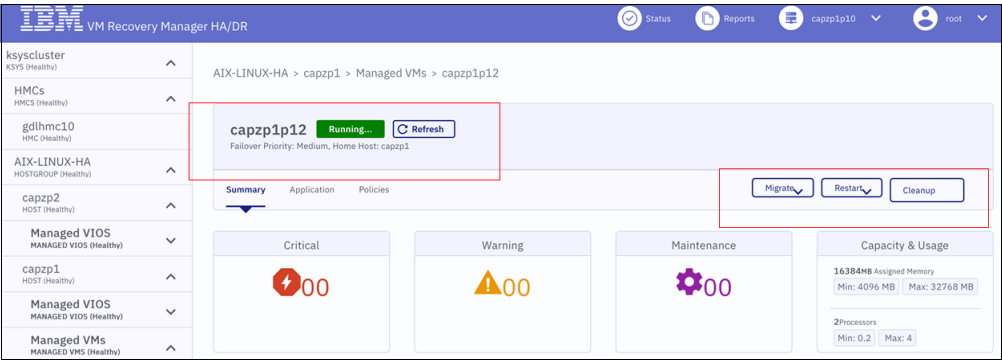 IBM VM Recovery Manager HA/DR
Status
Reports
capzp1p10
root
ksyscluster
KSYS (Healthy)
HMCs
HMCS (Healthy)
gdlhmc10
HMC (Healthy)
AIX-LINUX-HA
HOSTGROUP (Healthy)
capzp2
HOST (Healthy)
Managed VIOS
MANAGED VIOS (Healthy)
capzp1
HOST (Healthy)
Managed VIOS
MANAGED VIOS (Healthy)
Managed VMs
MANAGED VMS (Healthy)
AIX-LINUX-HA > capzp1 > Managed VMs > capzp1p12
capzp1p12 Running... Refresh
Failover Priority: Medium, Home Host: capzp1
Summary Application Policies
Migrate Restart Cleanup
Critical
00
Warning
00
Maintenance
00
Capacity & Usage
16384MB Assigned Memory
Min: 4096 MB Max: 32768 MB
2Processors
Min: 0.2 Max: 4